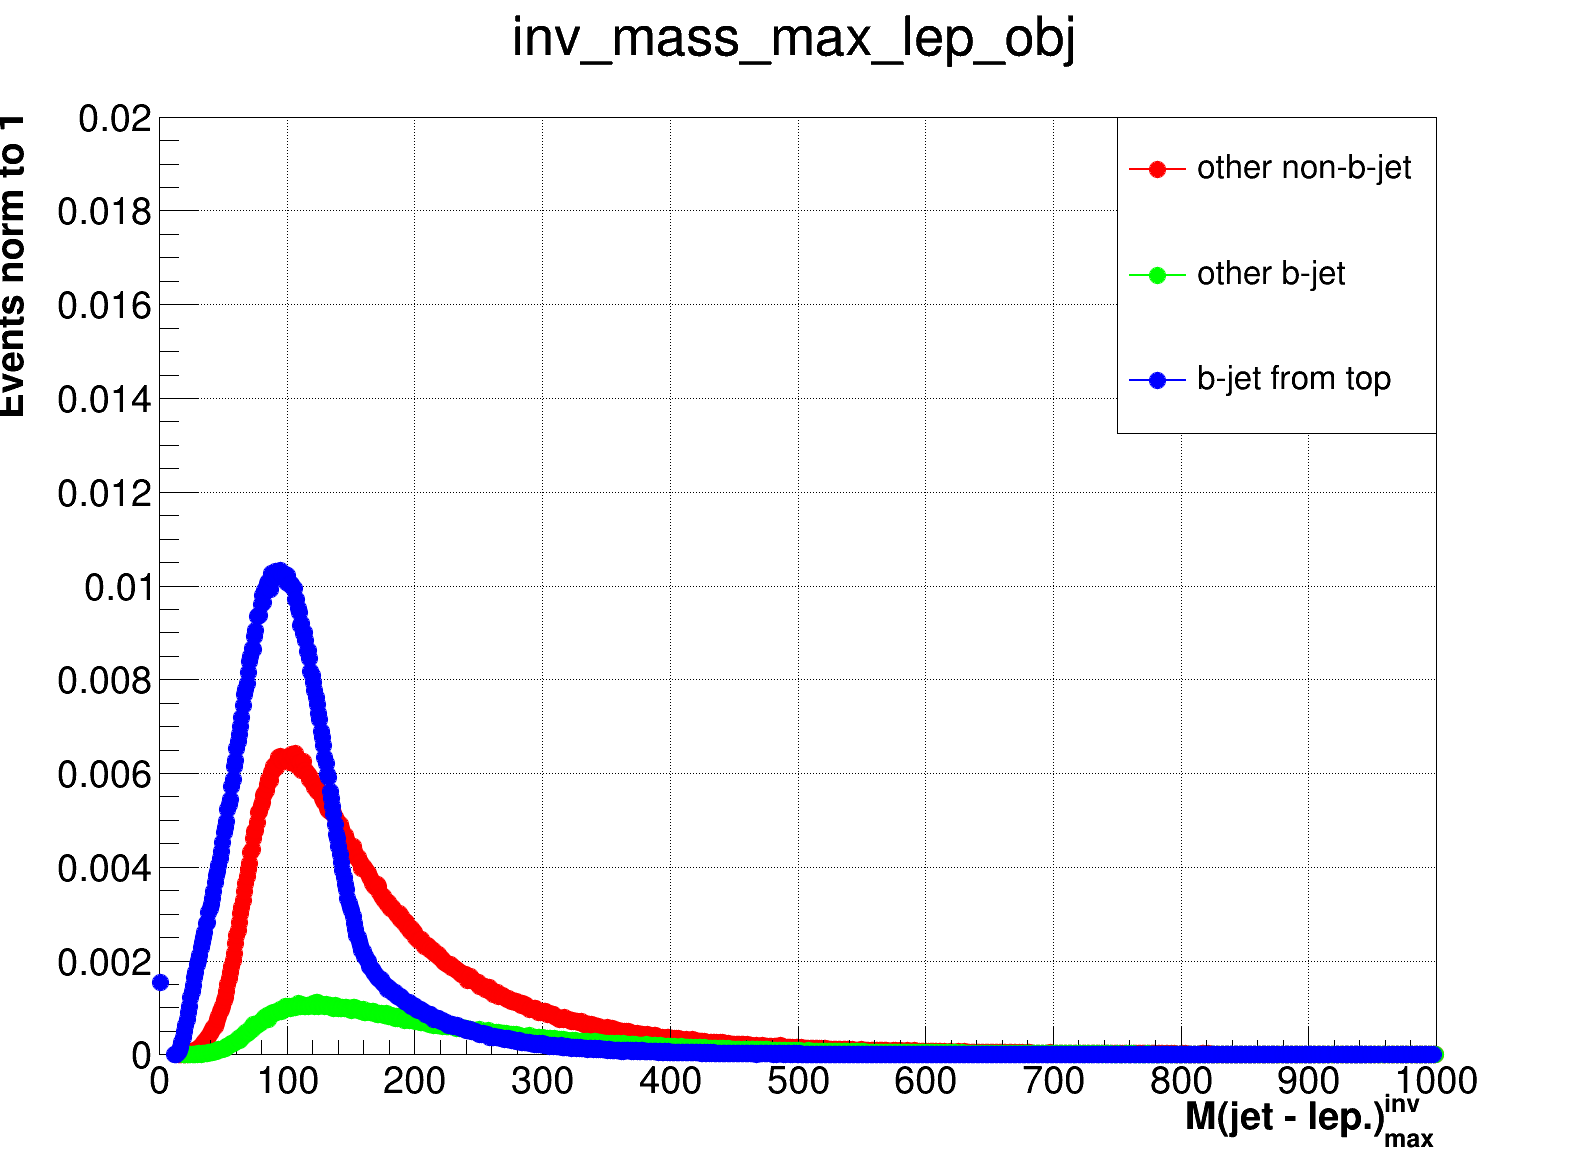 inv_mass_max_lep_obj
Events norm to 1
0.02
0.018
0.016
0.014
0.012
0.01
0.008
0.006
0.004
0.002
0
other non-b-jet
other b-jet
b-jet from top
0 100 200 300 400 500 600 700 800 900 1000
M(jet - lep.)^{inv}_{max}